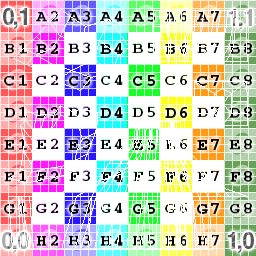 0,1 A2 A3 A4 A5 A6 A7 1,1
B1 B2 B3 B4 B5 B6 B7 B8
C1 C2 C3 C4 C5 C6 C7 C8
D1 D2 D3 D4 D5 D6 D7 D8
E1 E2 E3 E4 E5 E6 E7 E8
F1 F2 F3 F4 F5 F6 F7 F8
G1 G2 G3 G4 G5 G6 G7 G8
0,0 H2 H3 H4 H5 H6 H7 1,0